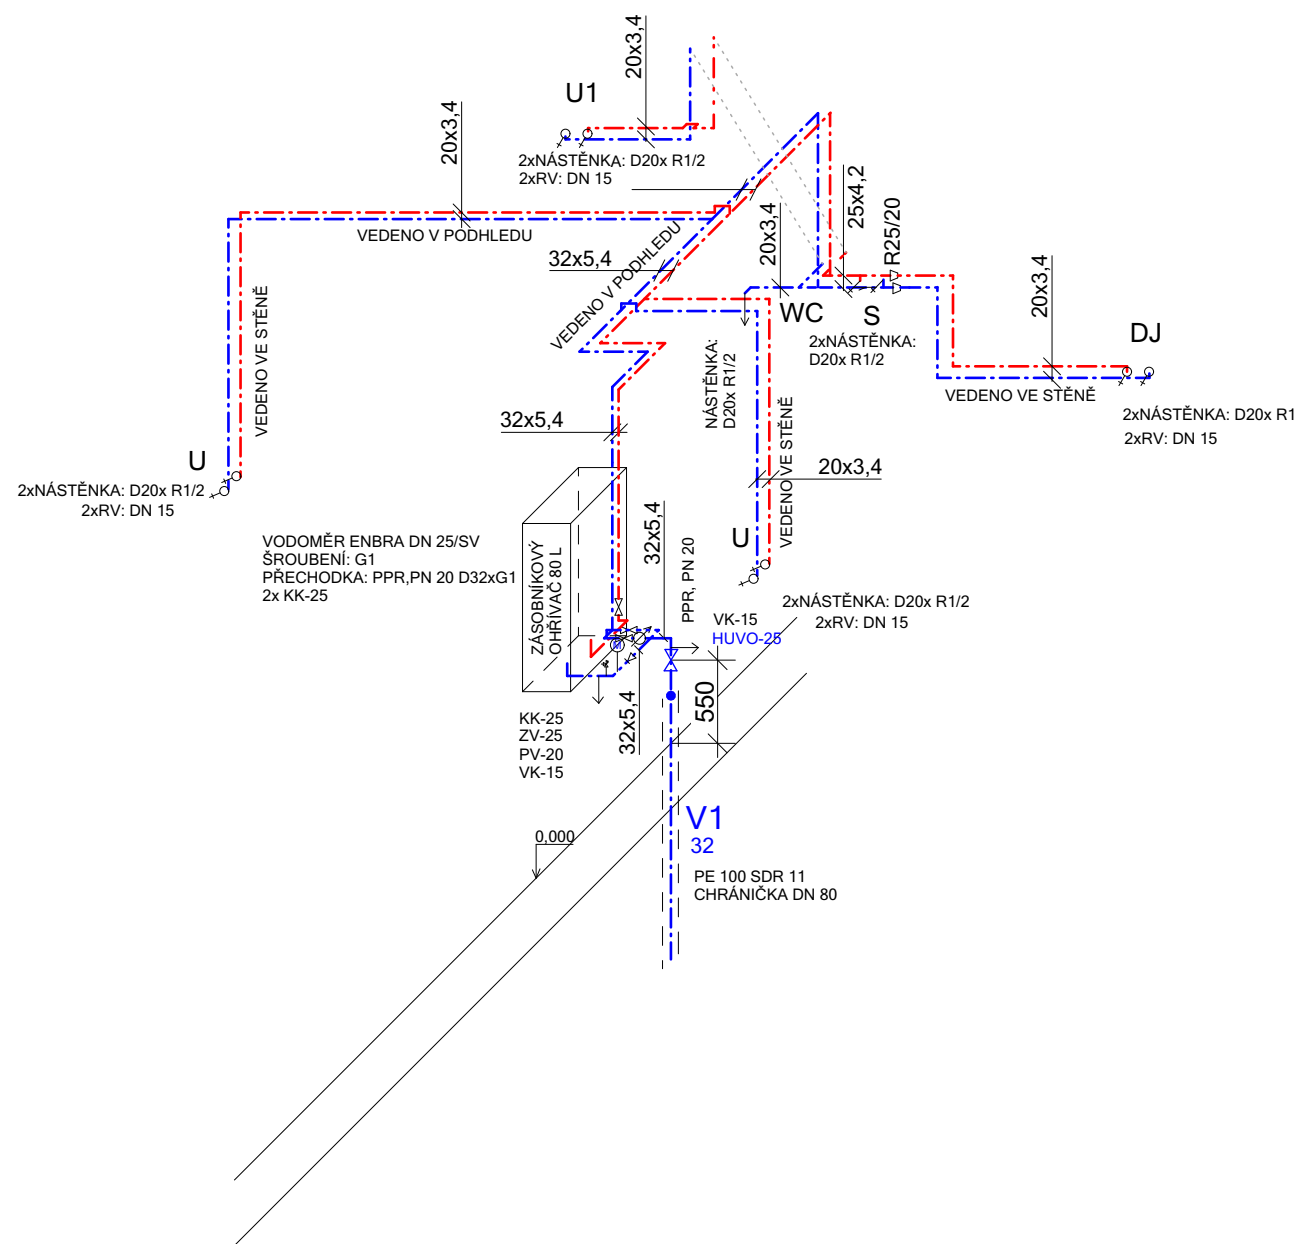 20x3,4
U1
20x3,4
2xNÁSTĚNKA: D20x R1/2
2xRV: DN 15
VEDENO V PODHLEDU
32x5,4
VEDENO V PODHLEDU
20x3,4
25x4,2
R25/20
20x3,4
WC
S
DJ
2xNÁSTĚNKA:
D20x R1/2
NÁSTĚNKA:
D20x R1/2
VEDENO VE STĚNĚ
2xNÁSTĚNKA: D20x R1
2xRV: DN 15
VEDENO VE STĚNĚ
32x5,4
U
2xNÁSTĚNKA: D20x R1/2
2xRV: DN 15
20x3,4
VEDENO VE STĚNĚ
U
VODOMĚR ENBRA DN 25/SV
ŠROUBENÍ: G1
PŘECHODKA: PPR,PN 20 D32xG1
2x KK-25
ZÁSOBNÍKOVÝ
OHŘÍVAČ 80 L
32x5,4
PPR, PN 20
2xNÁSTĚNKA: D20x R1/2
2xRV: DN 15
VK-15
HUVO-25
M
32x5,4
550
KK-25
ZV-25
PV-20
VK-15
V1
32
0,000
PE 100 SDR 11
CHRÁNIČKA DN 80